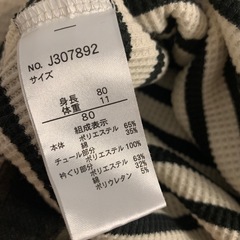 NO. J307892
サイズ
身長 80
体重 11
80
組成表示
本体 ポリエステル 65%
綿 35%
チュール部分 ポリエステル 100%
衿ぐり部分 ポリエステル 63%
綿 32%
ポリウレタン 5%